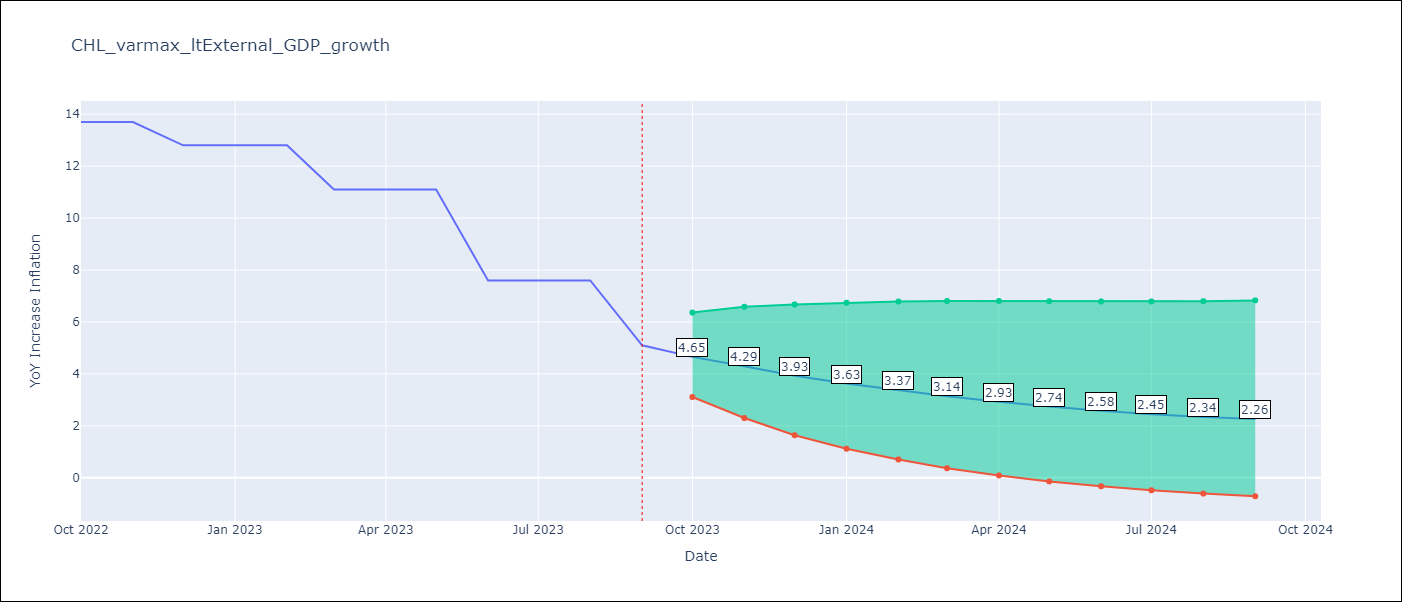 CHL_varmax_ltExternal_GDP_growth
YoY Increase Inflation
14
12
10
8
6
4
2
0
4.65
4.29
3.93
3.63
3.37
3.14
2.93
2.74
2.58
2.45
2.34
2.26
Oct 2022
Jan 2023
Apr 2023
Jul 2023
Oct 2023
Jan 2024
Apr 2024
Jul 2024
Oct 2024
Date